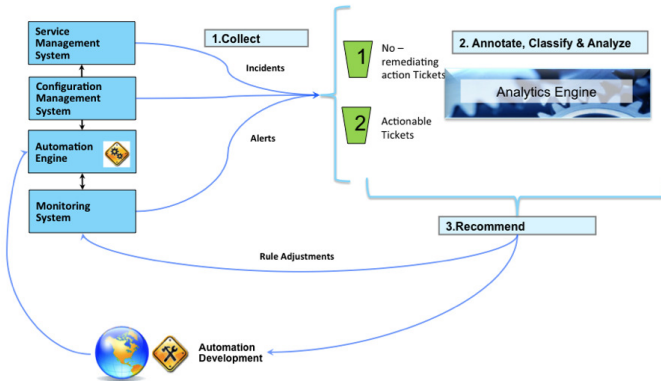 Service
Management
System
Configuration
Management
System
Automation
Engine
Monitoring
System
1.Collect
Incidents
Alerts
1
No –
remediating
action Tickets
2
Actionable
Tickets
2. Annotate, Classify & Analyze
Analytics Engine
3.Recommend
Rule Adjustments
Automation
Development